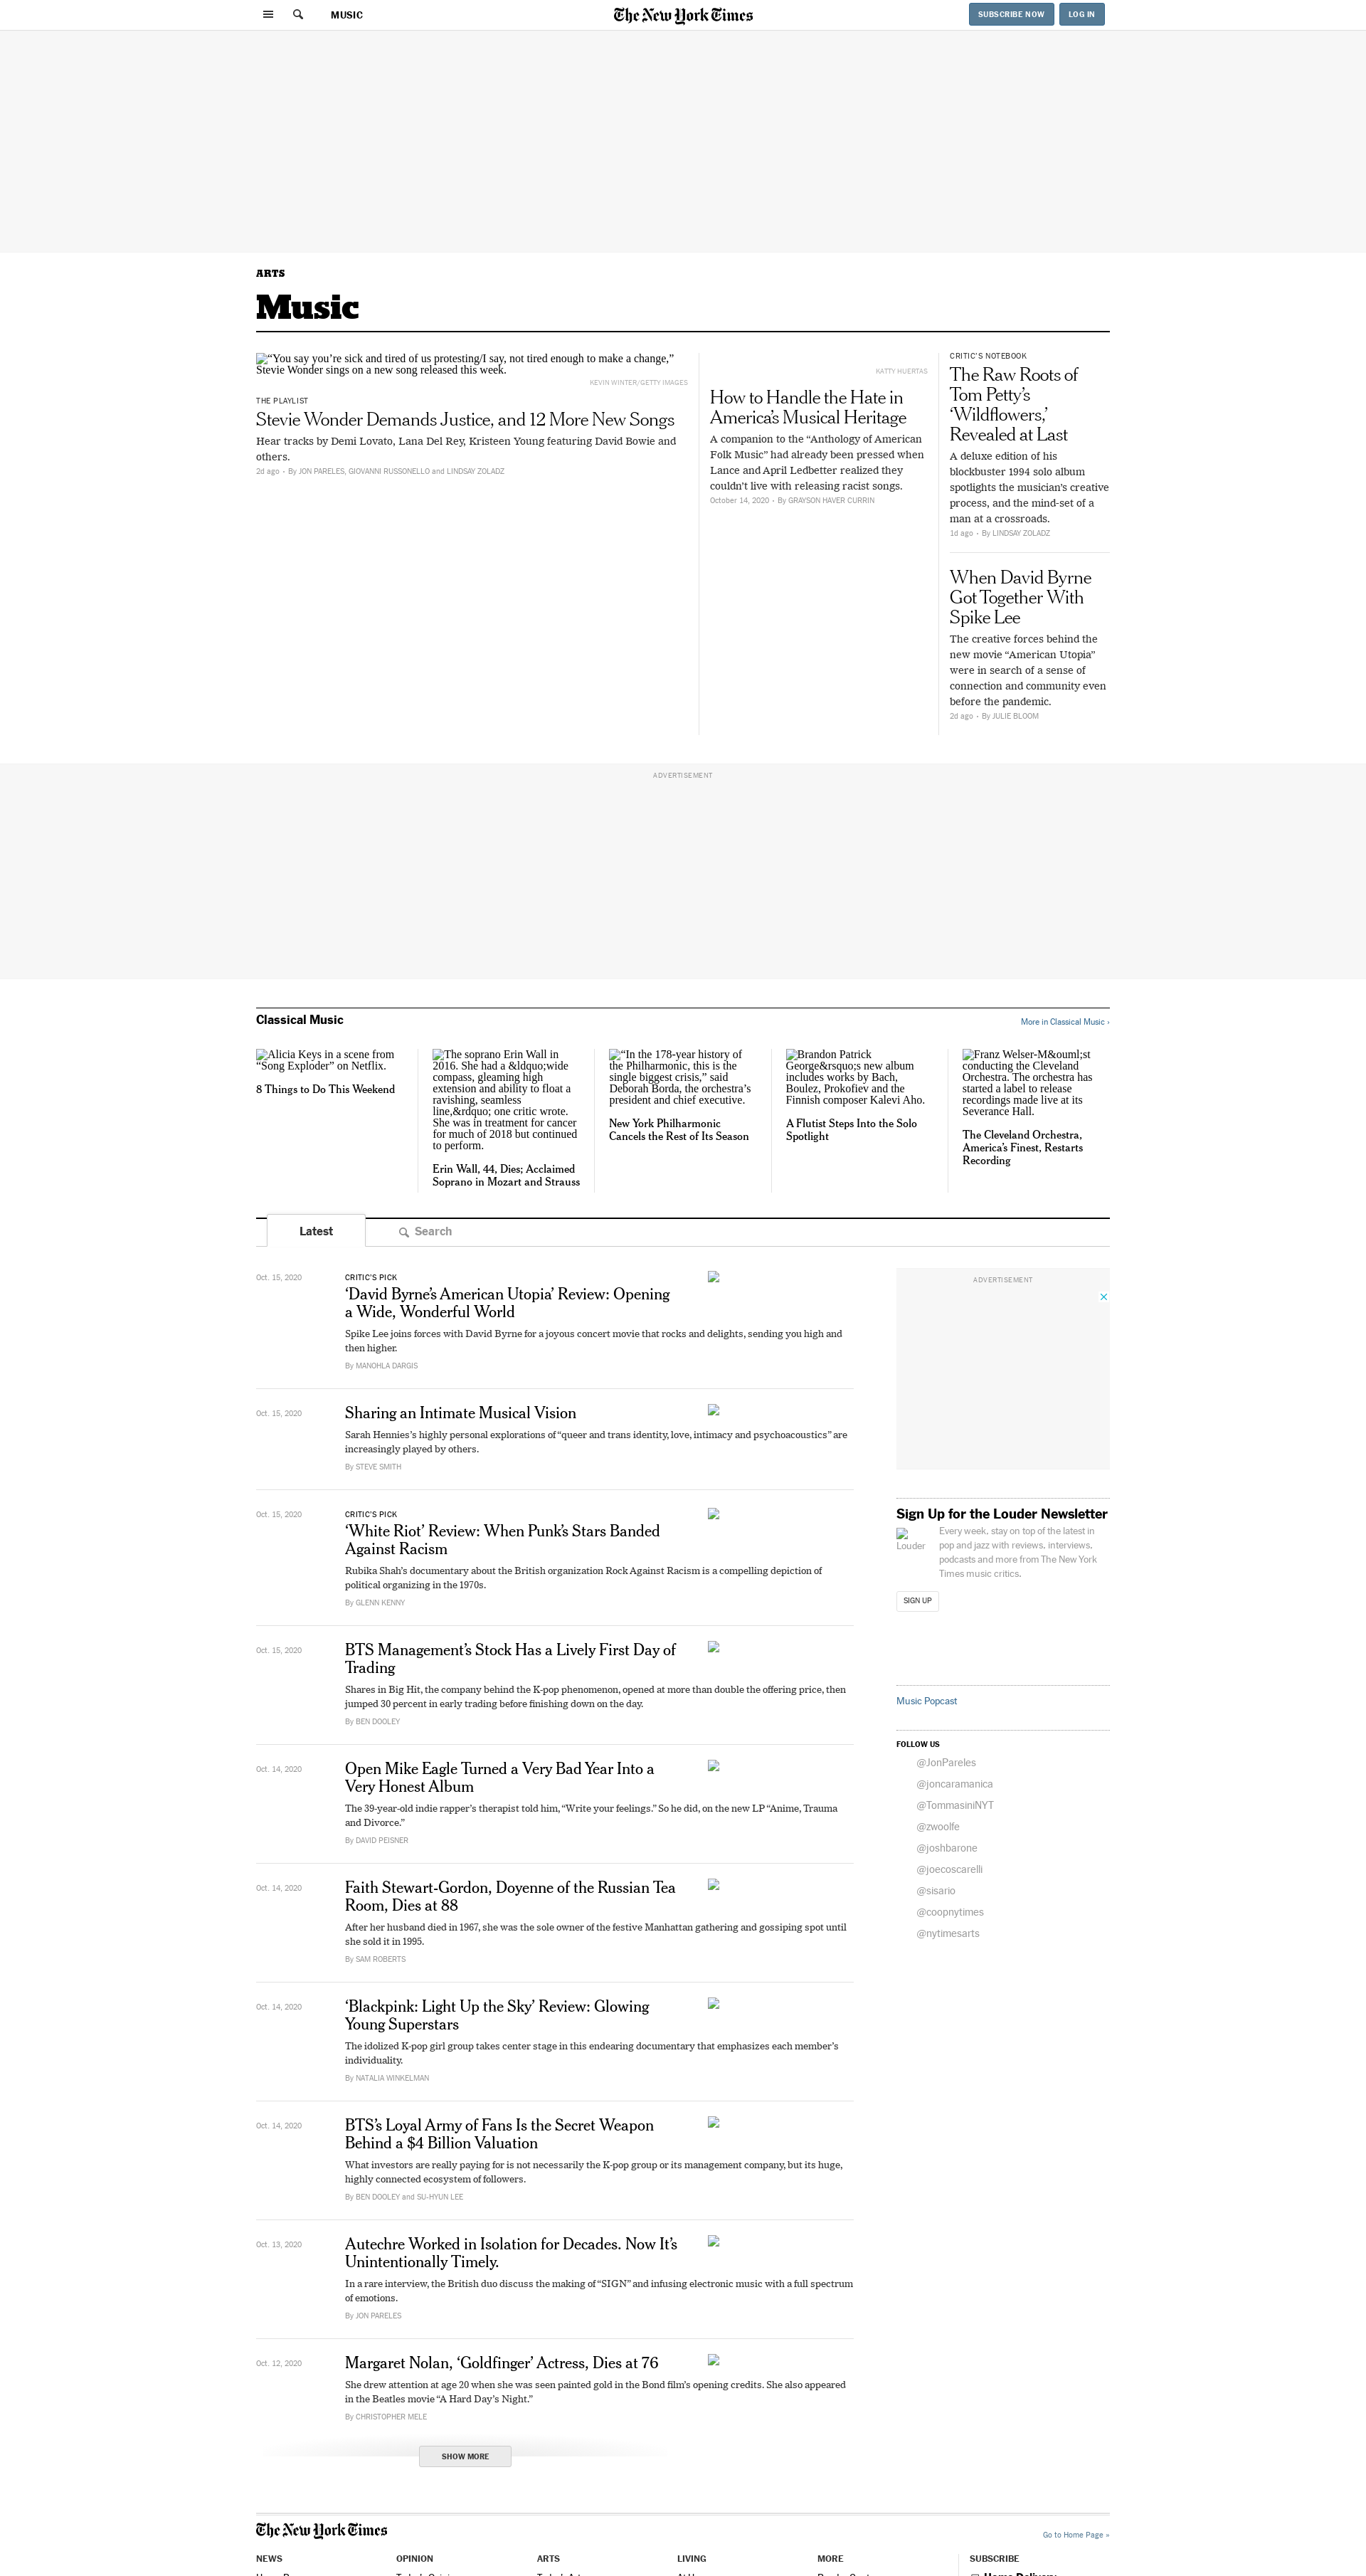 MUSIC
The New York Times
SUBSCRIBE NOW
LOG IN
ARTS
Music
“You say you’re sick and tired of us protesting/I say, not tired enough to make a change,”
Stevie Wonder sings on a new song released this week.
KEVIN WINTER/GETTY IMAGES
THE PLAYLIST
Stevie Wonder Demands Justice, and 12 More New Songs
Hear tracks by Demi Lovato, Lana Del Rey, Kristeen Young featuring David Bowie and
others.
2d ago - By JON PARELES, GIOVANNI RUSSONELLO and LINDSAY ZOLADZ
KATTY HUERTAS
How to Handle the Hate in
America’s Musical Heritage
A companion to the “Anthology of American
Folk Music” had already been pressed when
Lance and April Ledbetter realized they
couldn’t live with releasing racist songs.
October 14, 2020 - By GRAYSON HAVER CURRIN
CRITIC’S NOTEBOOK
The Raw Roots of
Tom Petty’s
‘Wildflowers,’
Revealed at Last
A deluxe edition of his
blockbuster 1994 solo album
spotlights the musician’s creative
process, and the mind-set of a
man at a crossroads.
1d ago - By LINDSAY ZOLADZ
When David Byrne
Got Together With
Spike Lee
The creative forces behind the
new movie “American Utopia”
were in search of a sense of
connection and community even
before the pandemic.
2d ago - By JULIE BLOOM
ADVERTISEMENT
Classical Music
More in Classical Music ›
Alicia Keys in a scene from
“Song Exploder” on Netflix.
8 Things to Do This Weekend
The soprano Erin Wall in
2016. She had a &ldquo;wide
compass, gleaming high
extension and ability to float a
ravishing, seamless
line,&rdquo; one critic wrote.
She was in treatment for cancer
for much of 2018 but continued
to perform.
Erin Wall, 44, Dies; Acclaimed
Soprano in Mozart and Strauss
“In the 178-year history of
the Philharmonic, this is the
single biggest crisis,” said
Deborah Borda, the orchestra’s
president and chief executive.
New York Philharmonic
Cancels the Rest of Its Season
Brandon Patrick
George&rsquo;s new album
includes works by Bach,
Boulez, Prokofiev and the
Finnish composer Kalevi Aho.
A Flutist Steps Into the Solo
Spotlight
Franz Welser-M&ouml;st
conducting the Cleveland
Orchestra. The orchestra has
started a label to release
recordings made live at its
Severance Hall.
The Cleveland Orchestra,
America’s Finest, Restarts
Recording
Latest
Search
Oct. 15, 2020
CRITIC’S PICK
‘David Byrne’s American Utopia’ Review: Opening
a Wide, Wonderful World
Spike Lee joins forces with David Byrne for a joyous concert movie that rocks and delights, sending you high and
then higher.
By MANOHLA DARGIS
Oct. 15, 2020
Sharing an Intimate Musical Vision
Sarah Hennies’s highly personal explorations of “queer and trans identity, love, intimacy and psychoacoustics” are
increasingly played by others.
By STEVE SMITH
Oct. 15, 2020
CRITIC’S PICK
‘White Riot’ Review: When Punk’s Stars Banded
Against Racism
Rubika Shah’s documentary about the British organization Rock Against Racism is a compelling depiction of
political organizing in the 1970s.
By GLENN KENNY
Oct. 15, 2020
BTS Management’s Stock Has a Lively First Day of
Trading
Shares in Big Hit, the company behind the K-pop phenomenon, opened at more than double the offering price, then
jumped 30 percent in early trading before finishing down on the day.
By BEN DOOLEY
Oct. 14, 2020
Open Mike Eagle Turned a Very Bad Year Into a
Very Honest Album
The 39-year-old indie rapper’s therapist told him, “Write your feelings.” So he did, on the new LP “Anime, Trauma
and Divorce.”
By DAVID PEISNER
Oct. 14, 2020
Faith Stewart-Gordon, Doyenne of the Russian Tea
Room, Dies at 88
After her husband died in 1967, she was the sole owner of the festive Manhattan gathering and gossiping spot until
she sold it in 1995.
By SAM ROBERTS
Oct. 14, 2020
‘Blackpink: Light Up the Sky’ Review: Glowing
Young Superstars
The idolized K-pop girl group takes center stage in this endearing documentary that emphasizes each member’s
individuality.
By NATALIA WINKELMAN
Oct. 14, 2020
BTS’s Loyal Army of Fans Is the Secret Weapon
Behind a $4 Billion Valuation
What investors are really paying for is not necessarily the K-pop group or its management company, but its huge,
highly connected ecosystem of followers.
By BEN DOOLEY and SU-HYUN LEE
Oct. 13, 2020
Autechre Worked in Isolation for Decades. Now It’s
Unintentionally Timely.
In a rare interview, the British duo discuss the making of “SIGN” and infusing electronic music with a full spectrum
of emotions.
By JON PARELES
Oct. 12, 2020
Margaret Nolan, ‘Goldfinger’ Actress, Dies at 76
She drew attention at age 20 when she was seen painted gold in the Bond film’s opening credits. She also appeared
in the Beatles movie “A Hard Day’s Night.”
By CHRISTOPHER MELE
SHOW MORE
ADVERTISEMENT
Sign Up for the Louder Newsletter
Louder
Every week, stay on top of the latest in
pop and jazz with reviews, interviews,
podcasts and more from The New York
Times music critics.
SIGN UP
Music Popcast
FOLLOW US
@JonPareles
@joncaramanica
@TommasiniNYT
@zwoolfe
@joshbarone
@joecoscarelli
@sisario
@coopnytimes
@nytimesarts
The New York Times
Go to Home Page »
NEWS
OPINION
ARTS
LIVING
MORE
SUBSCRIBE